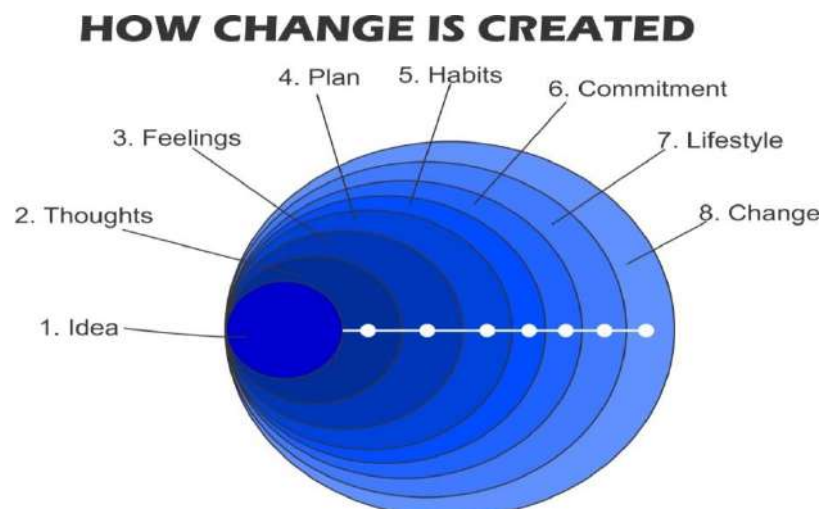 HOW CHANGE IS CREATED
4. Plan
5. Habits
6. Commitment
3. Feelings
7. Lifestyle
2. Thoughts
8. Change
1. Idea